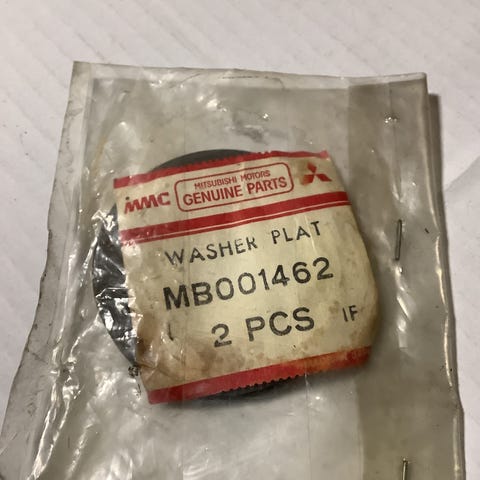 MMC
MITSUBISHI MOTORS
GENUINE PARTS
WASHER PLAT
MB001462
2 PCS IF